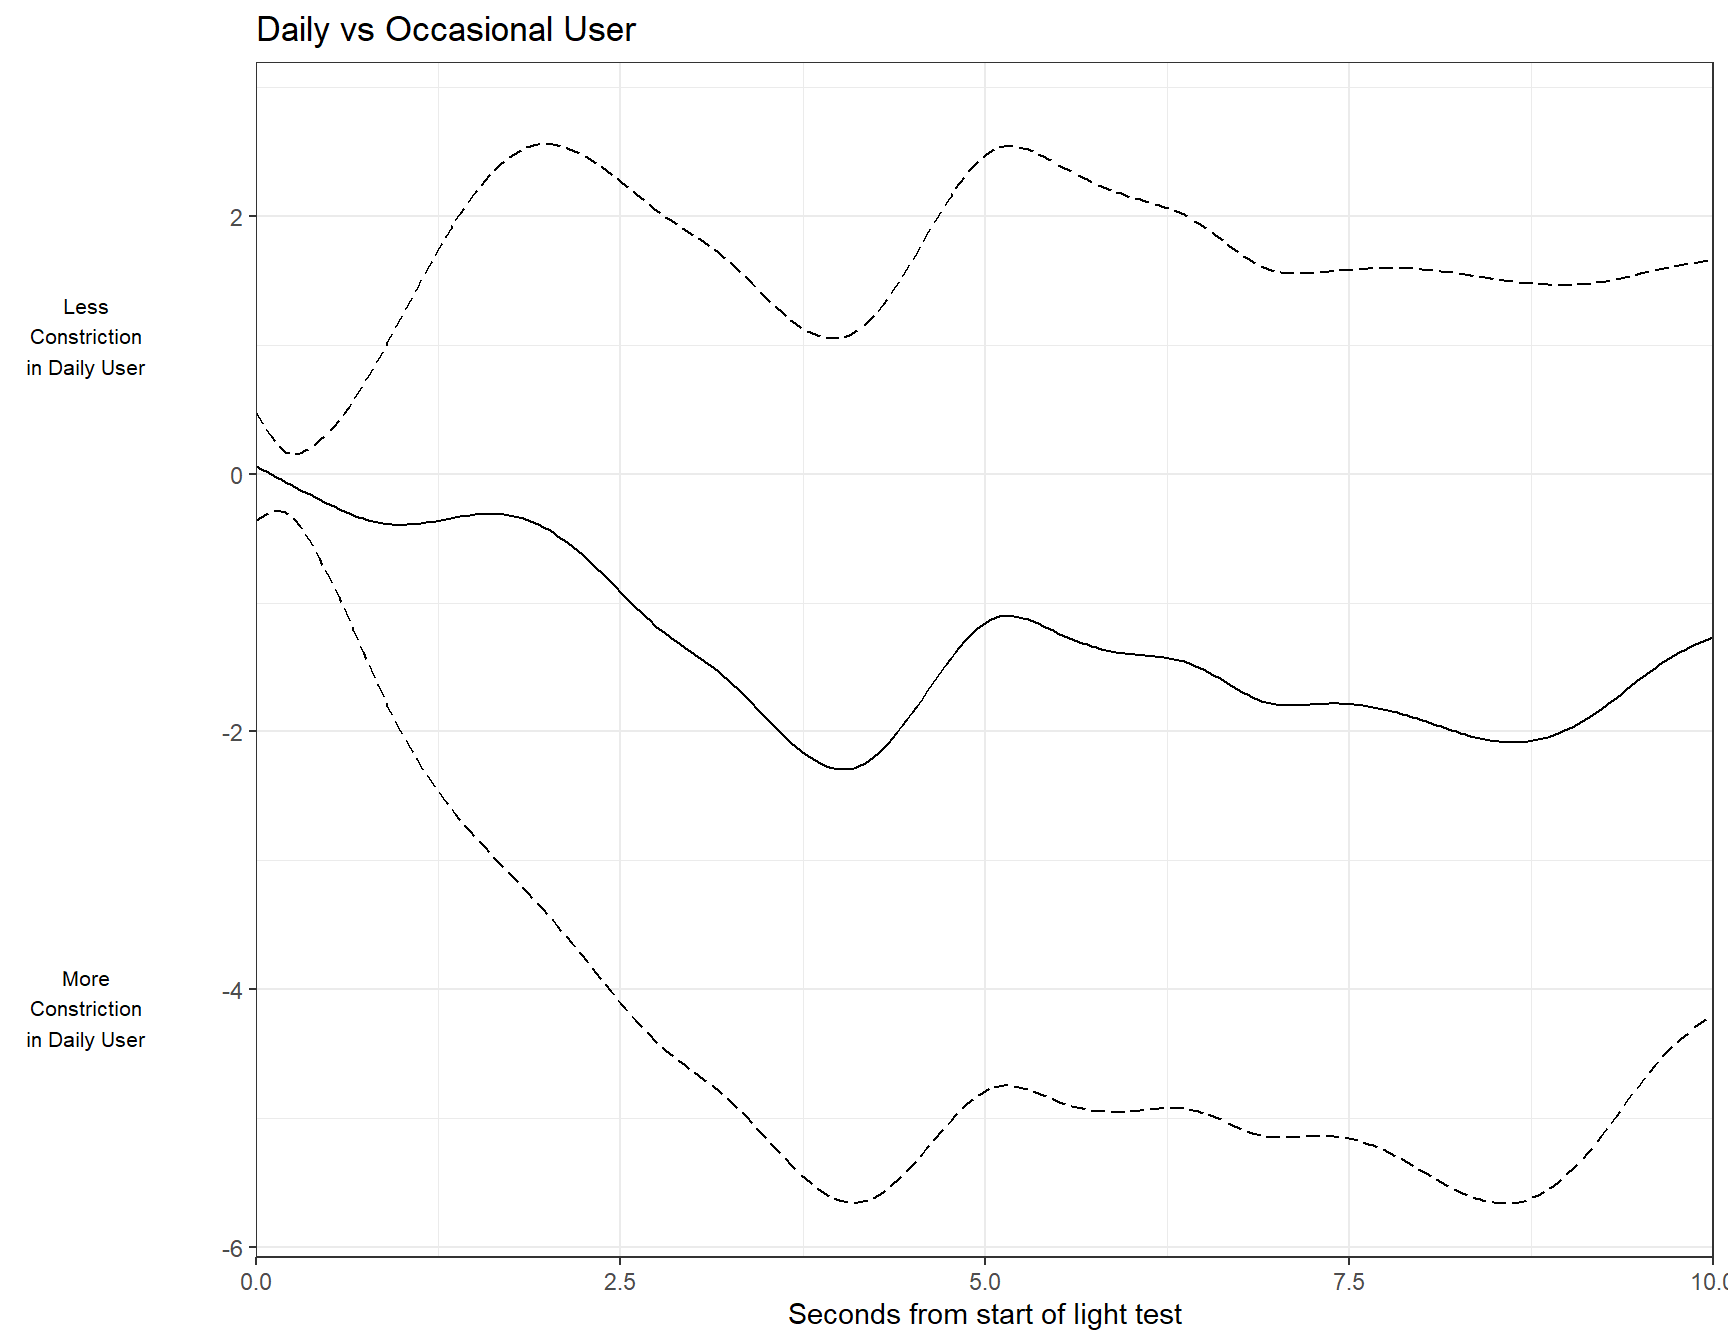 Daily vs Occasional User
2
Less
Constriction
in Daily User
0
-2
More
Constriction
in Daily User
-4
-6
0.0 2.5 5.0 7.5 10.0
Seconds from start of light test